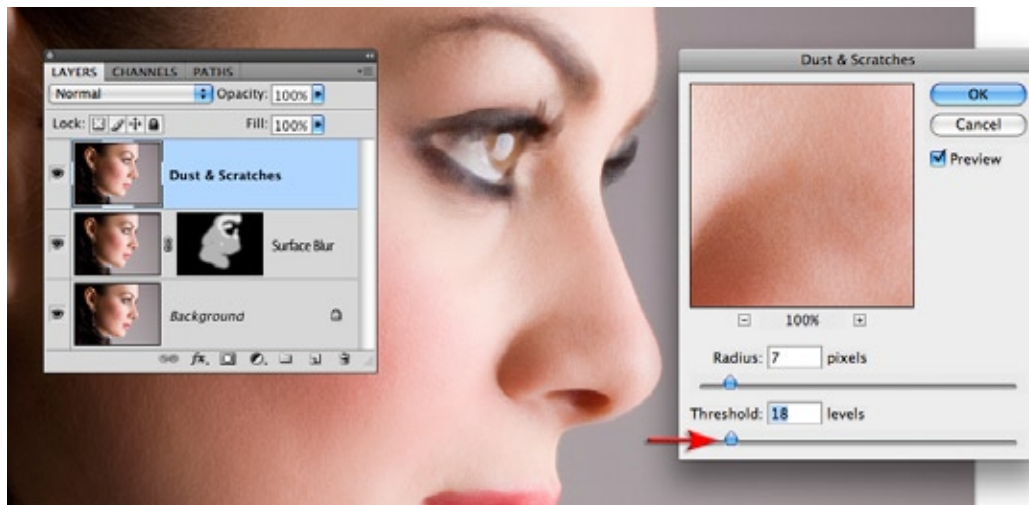 LAYERS CHANNELS PATHS
Normal Opacity: 100%
Lock: Fill: 100%
Dust & Scratches
Surface Blur
Background
fx.
Dust & Scratches
OK
Cancel
Preview
100%
Radius: 7 pixels
Threshold: 18 levels